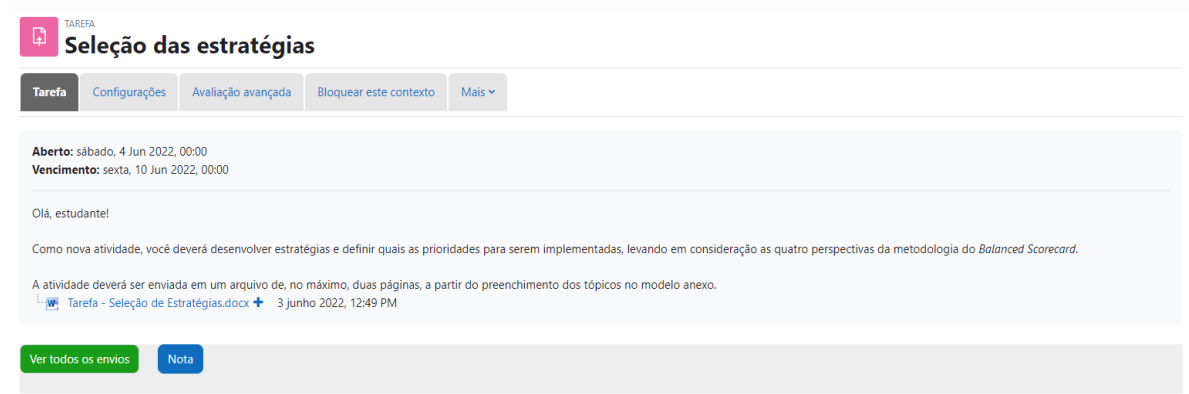 TAREFA
Seleção das estratégias
Tarefa Configurações Avaliação avançada Bloquear este contexto Mais
Aberto: sábado, 4 Jun 2022, 00:00
Vencimento: sexta, 10 Jun 2022, 00:00
Olá, estudante!
Como nova atividade, você deverá desenvolver estratégias e definir quais as prioridades para serem implementadas, levando em consideração as quatro perspectivas da metodologia do Balanced Scorecard.
A atividade deverá ser enviada em um arquivo de, no máximo, duas páginas, a partir do preenchimento dos tópicos no modelo anexo.
Tarefa - Seleção de Estratégias.docx + 3 junho 2022, 12:49 PM
Ver todos os envios Nota